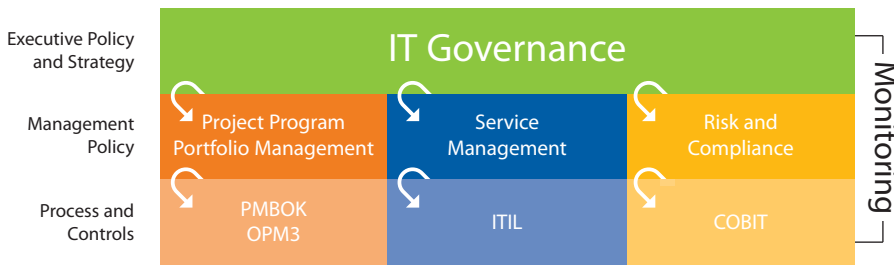 Executive Policy
and Strategy
IT Governance
Management
Policy
Project Program
Portfolio Management
Service
Management
Risk and
Compliance
Process and
Controls
PMBOK
OPM3
ITIL
COBIT
Monitoring